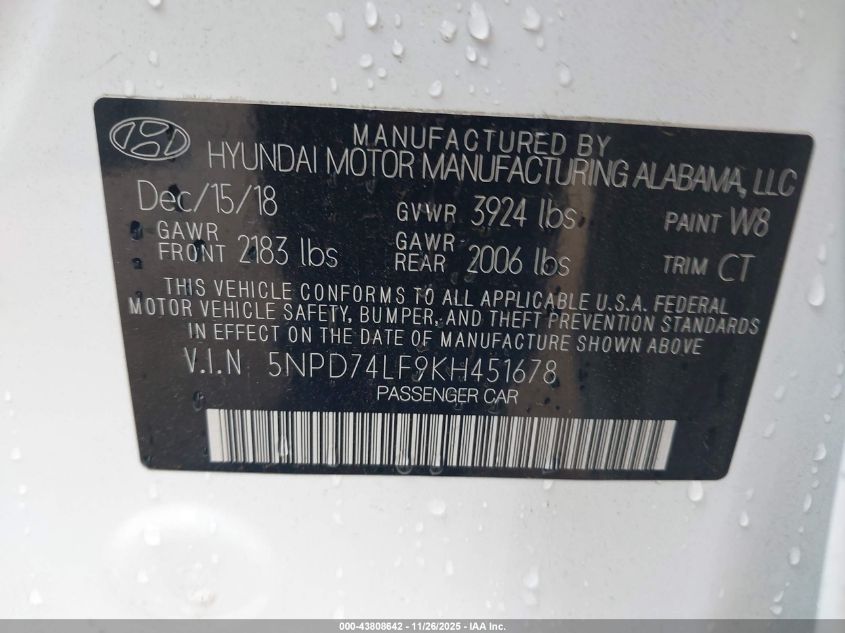 MANUFACTURED BY
HYUNDAI MOTOR MANUFACTURING ALABAMA, LLC
Dec/15/18 GVWR 3924 lbs PAINT W8
GAWR FRONT 2183 lbs GAWR REAR 2006 lbs TRIM CT
THIS VEHICLE CONFORMS TO ALL APPLICABLE U.S.A. FEDERAL
MOTOR VEHICLE SAFETY, BUMPER, AND THEFT PREVENTION STANDARDS
IN EFFECT ON THE DATE OF MANUFACTURE SHOWN ABOVE.
V.I.N 5NPD74LF9KH451678
PASSENGER CAR
000-43808642 - 11/26/2025 - IAA Inc.